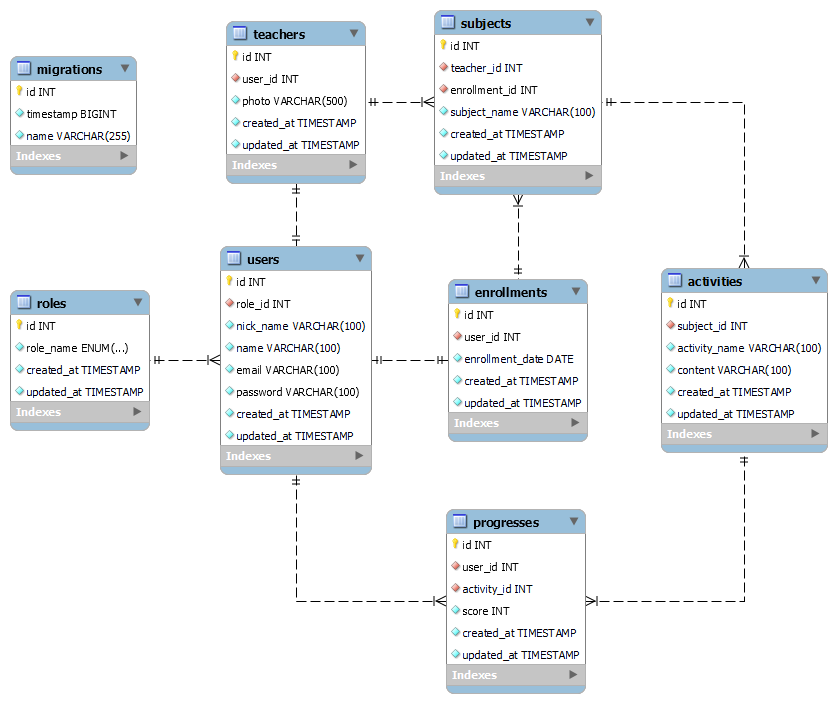 migrations
id INT
timestamp BIGINT
name VARCHAR(255)
Indexes
teachers
id INT
user_id INT
photo VARCHAR(500)
created_at TIMESTAMP
updated_at TIMESTAMP
Indexes
subjects
id INT
teacher_id INT
enrollment_id INT
subject_name VARCHAR(100)
created_at TIMESTAMP
updated_at TIMESTAMP
Indexes
roles
id INT
role_name ENUM(...)
created_at TIMESTAMP
updated_at TIMESTAMP
Indexes
users
id INT
role_id INT
nick_name VARCHAR(100)
name VARCHAR(100)
email VARCHAR(100)
password VARCHAR(100)
created_at TIMESTAMP
updated_at TIMESTAMP
Indexes
enrollments
id INT
user_id INT
enrollment_date DATE
created_at TIMESTAMP
updated_at TIMESTAMP
Indexes
activities
id INT
subject_id INT
activity_name VARCHAR(100)
content VARCHAR(100)
created_at TIMESTAMP
updated_at TIMESTAMP
Indexes
progresses
id INT
user_id INT
activity_id INT
score INT
created_at TIMESTAMP
updated_at TIMESTAMP
Indexes